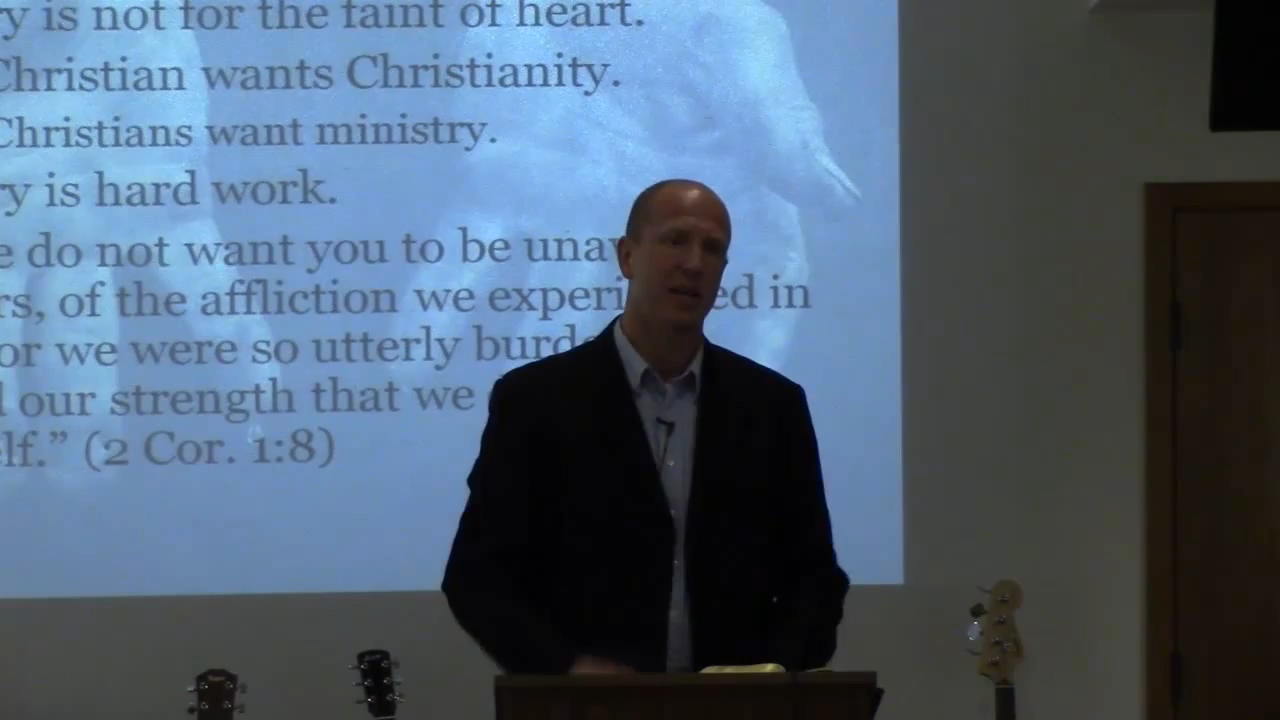 y is not for the faint of heart.
Christian wants Christianity.
Christians want ministry.
y is hard work.
e do not want you to be unaw
rs, of the affliction we experi ed in
or we were so utterly burde
d our strength that we
elf.” (2 Cor. 1:8)